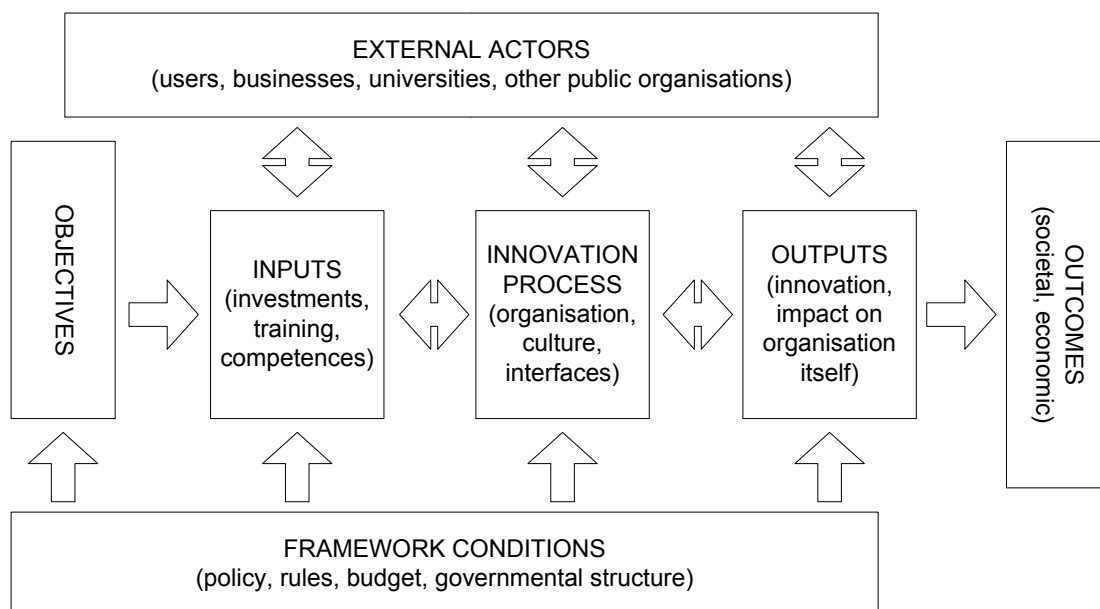 EXTERNAL ACTORS
(users, businesses, universities, other public organisations)
OBJECTIVES
INPUTS
(investments,
training,
competences)
INNOVATION
PROCESS
(organisation,
culture,
interfaces)
OUTPUTS
(innovation,
impact on
organisation
itself)
OUTCOMES
(societal, economic)
FRAMEWORK CONDITIONS
(policy, rules, budget, governmental structure)